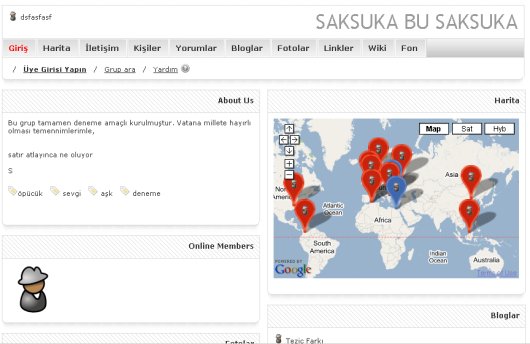 dsfasfasf
SAKSUKA BU SAKSUKA
Giriş Harita İletişim Kişiler Yorumlar Bloglar Fotolar Linkler Wiki Fon
/ Üye Girisi Yapın / Grup ara / Yardım
About Us
Bu grup tamamen deneme amaçlı kurulmuştur. Vatana millete hayırlı
olması temennimlerimle,
satır atlayınca ne oluyor
S
öpücük sevgi aşk deneme
Online Members
Fotolar
Harita
Map Sat Hyb
Asia
Atlantic
Ocean
Africa
South
America
Indian
Ocean
Australia
POWERED BY
Google
Terms of Use
Bloglar
Tezic Farkı